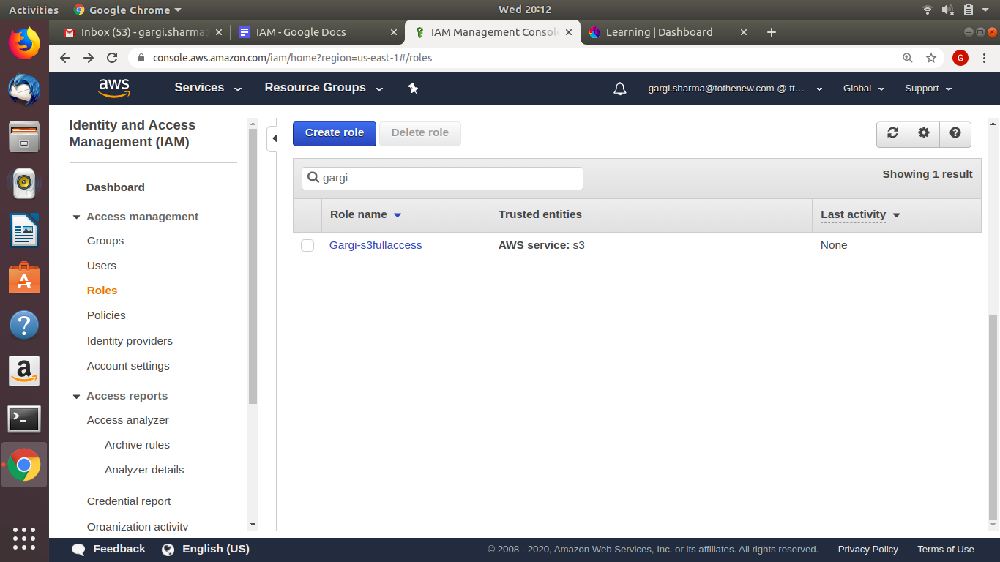 Activities
Google Chrome
Wed 20:12
Inbox (53) - gargi.sharma@
IAM - Google Docs
IAM Management Console
Learning | Dashboard
console.aws.amazon.com/iam/home?region=us-east-1#/roles
G
aws
Services
Resource Groups
gargi.sharma@tothenew.com @ tt…
Global
Support
Identity and Access
Management (IAM)
Dashboard
Access management
Groups
Users
Roles
Policies
Identity providers
Account settings
Access reports
Access analyzer
Archive rules
Analyzer details
Credential report
Organization activity
Create role
Delete role
gargi
Showing 1 result
Role name
Trusted entities
Last activity
Gargi-s3fullaccess
AWS service: s3
None
Feedback
English (US)
© 2008 - 2020, Amazon Web Services, Inc. or its affiliates. All rights reserved.
Privacy Policy
Terms of Use